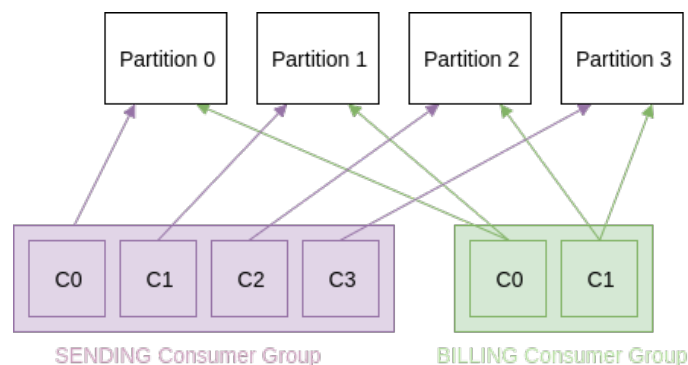 Partition 0
Partition 1
Partition 2
Partition 3
C0
C1
C2
C3
C0
C1
SENDING Consumer Group
BILLING Consumer Group